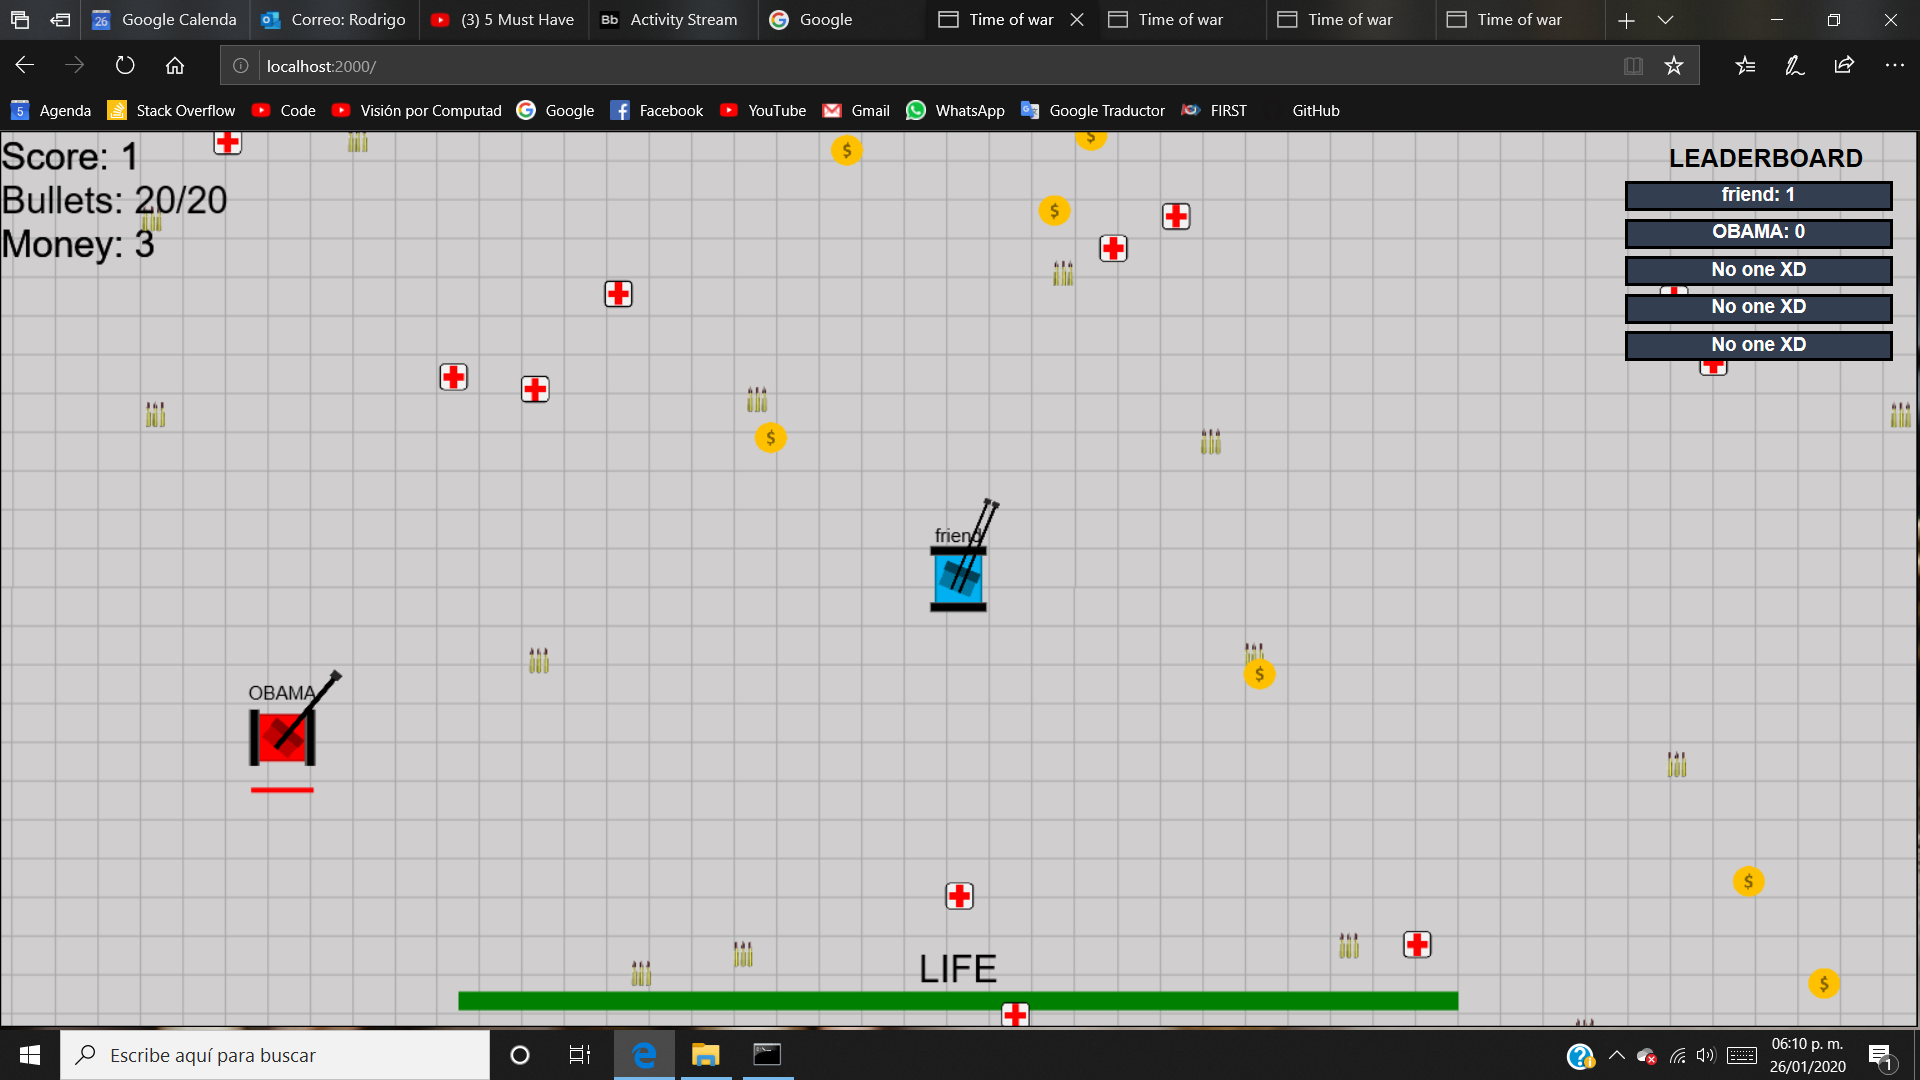 Google Calenda
Correo: Rodrigo
(3) 5 Must Have
Bb Activity Stream
Google
Time of war
Time of war
Time of war
Time of war
localhost:2000/
5 Agenda
Stack Overflow
Code
Visión por Computad
Google
Facebook
YouTube
Gmail
WhatsApp
Google Traductor
FIRST
GitHub
Score: 1
Bullets: 20/20
Money: 3
LEADERBOARD
friend: 1
OBAMA: 0
No one XD
No one XD
No one XD
friend
OBAMA
LIFE
Escribe aquí para buscar
06:10 p. m.
26/01/2020
1